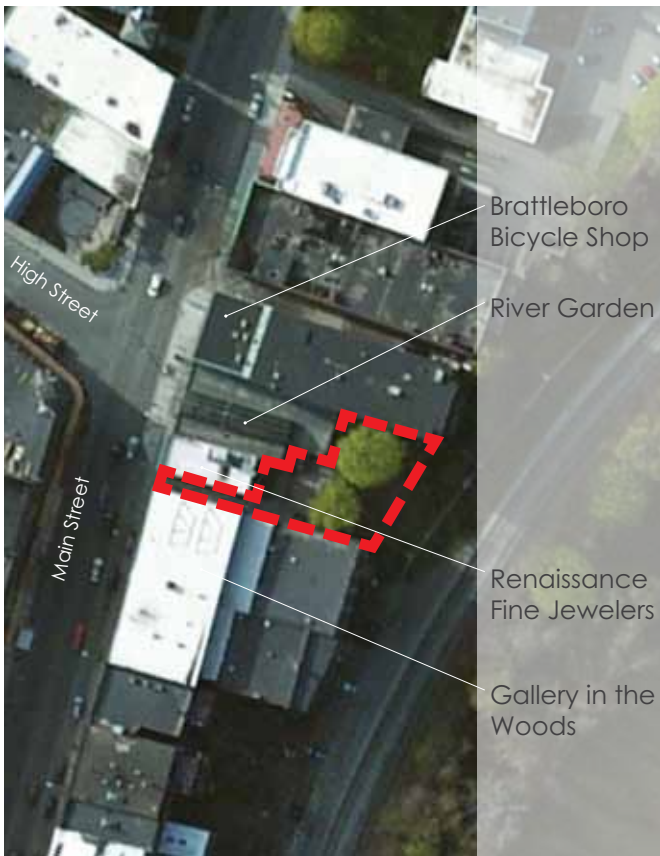 Brattleboro
Bicycle Shop
High Street
River Garden
Main Street
Renaissance
Fine Jewelers
Gallery in the
Woods